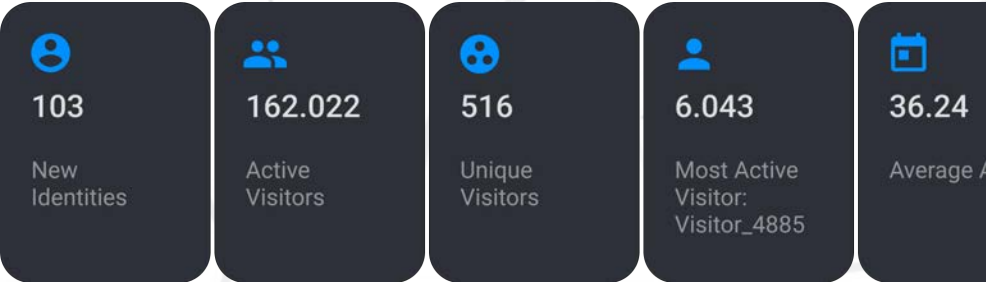 103
New
Identities
162.022
Active
Visitors
516
Unique
Visitors
6.043
Most Active
Visitor:
Visitor_4885
36.24
Average